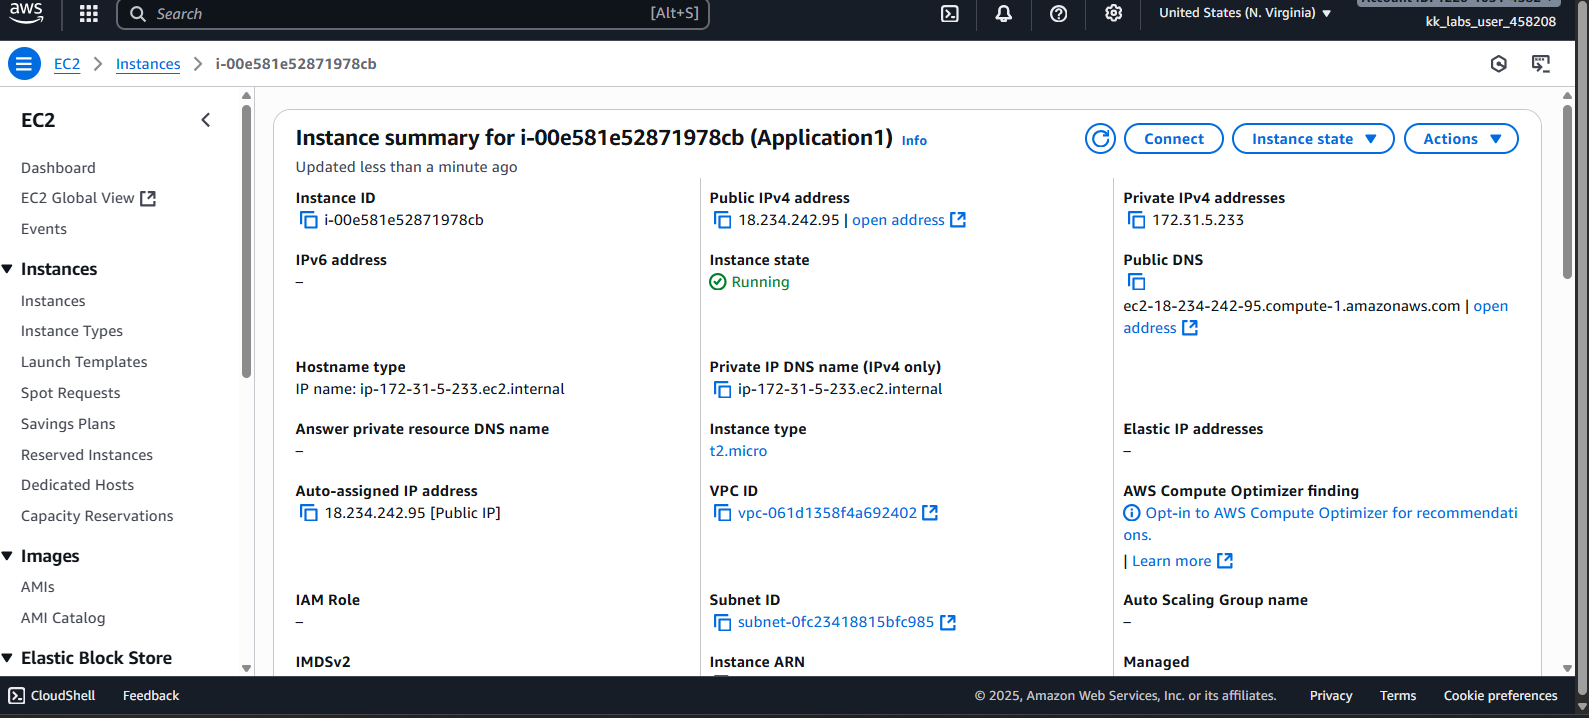 aws
Search [Alt+S]
United States (N. Virginia)
kk_labs_user_458208
EC2 Instances i-00e581e52871978cb
EC2
Dashboard
EC2 Global View
Events
Instances
Instances
Instance Types
Launch Templates
Spot Requests
Savings Plans
Reserved Instances
Dedicated Hosts
Capacity Reservations
Images
AMIs
AMI Catalog
Elastic Block Store
Instance summary for i-00e581e52871978cb (Application1) Info
Connect Instance state Actions
Updated less than a minute ago
Instance ID
i-00e581e52871978cb
Public IPv4 address
18.234.242.95 | open address
Private IPv4 addresses
172.31.5.233
IPv6 address
–
Instance state
Running
Public DNS
ec2-18-234-242-95.compute-1.amazonaws.com | open
address
Hostname type
IP name: ip-172-31-5-233.ec2.internal
Private IP DNS name (IPv4 only)
ip-172-31-5-233.ec2.internal
Answer private resource DNS name
–
Instance type
t2.micro
Elastic IP addresses
–
Auto-assigned IP address
18.234.242.95 [Public IP]
VPC ID
vpc-061d1358f4a692402
AWS Compute Optimizer finding
Opt-in to AWS Compute Optimizer for recommendati
ons.
| Learn more
IAM Role
–
Subnet ID
subnet-0fc23418815bfc985
Auto Scaling Group name
–
IMDSv2
Instance ARN
Managed
CloudShell Feedback
© 2025, Amazon Web Services, Inc. or its affiliates. Privacy Terms Cookie preferences